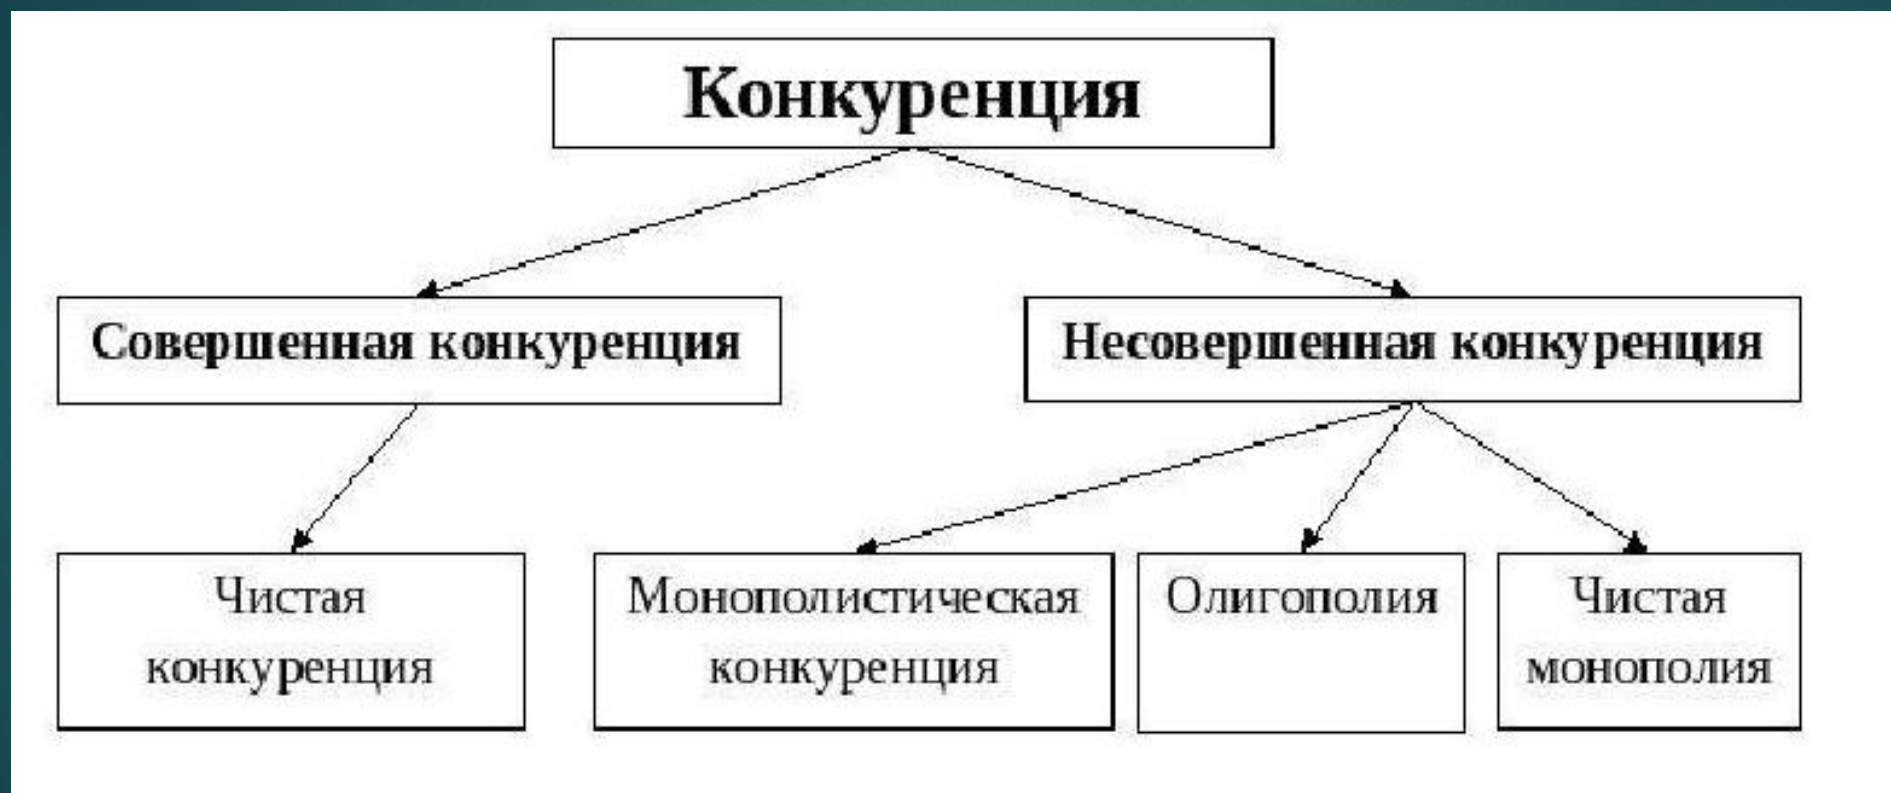 Конкуренция
Совершенная конкуренция
Несовершенная конкуренция
Чистая
конкуренция
Монополистическая
конкуренция
Олигополия
Чистая
монополия